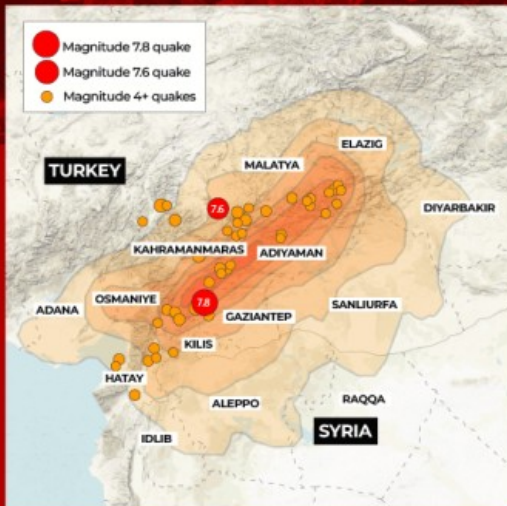 Magnitude 7.8 quake
Magnitude 7.6 quake
Magnitude 4+ quakes
ELAZIG
TURKEY
MALATYA
DIYARBAKIR
7.6
KAHRAMANMARAS
ADIYAMAN
OSMANIYE
7.8
SANLIURFA
ADANA
GAZIANTEP
KILIS
HATAY
RAQQA
ALEPPO
SYRIA
IDLIB